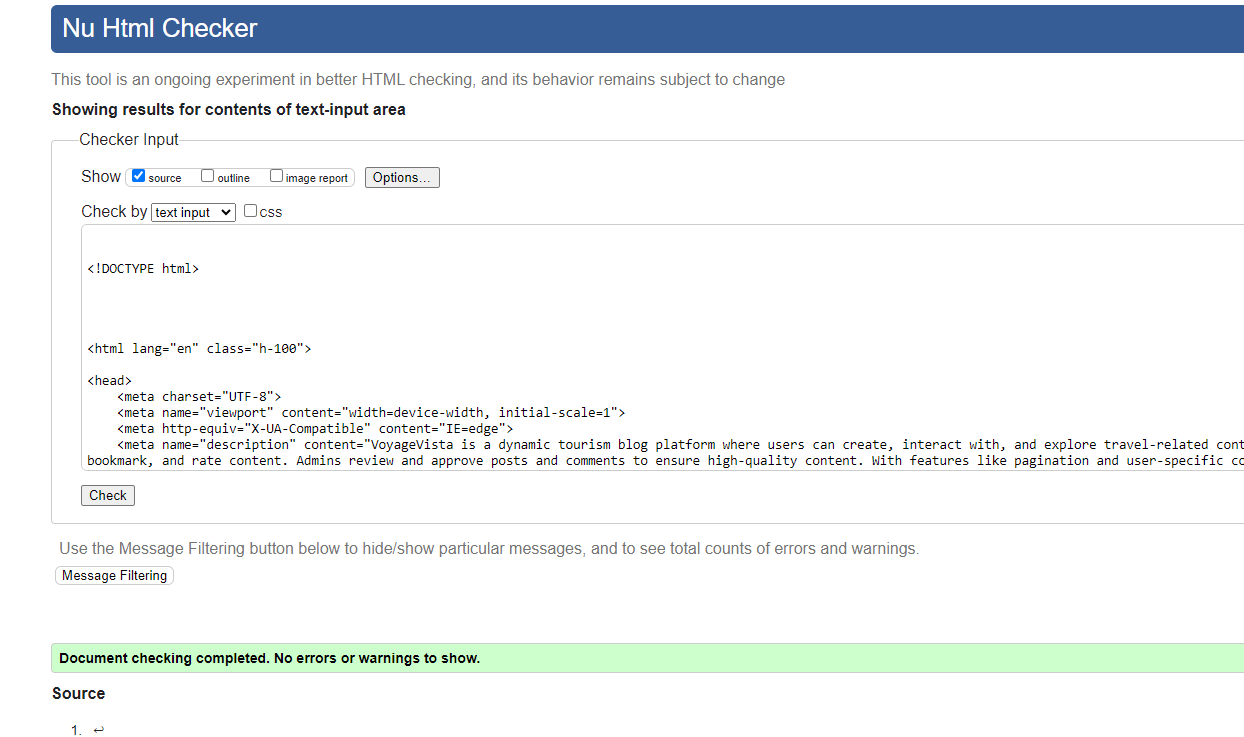 Nu Html Checker
This tool is an ongoing experiment in better HTML checking, and its behavior remains subject to change
Showing results for contents of text-input area
Checker Input
Show source outline image report Options...
Check by text input css
<!DOCTYPE html>
<html lang="en" class="h-100">
<head>
<meta charset="UTF-8">
<meta name="viewport" content="width=device-width, initial-scale=1">
<meta http-equiv="X-UA-Compatible" content="IE=edge">
<meta name="description" content="VoyageVista is a dynamic tourism blog platform where users can create, interact with, and explore travel-related cont
bookmark, and rate content. Admins review and approve posts and comments to ensure high-quality content. With features like pagination and user-specific co
Check
Use the Message Filtering button below to hide/show particular messages, and to see total counts of errors and warnings.
Message Filtering
Document checking completed. No errors or warnings to show.
Source
1. ↩